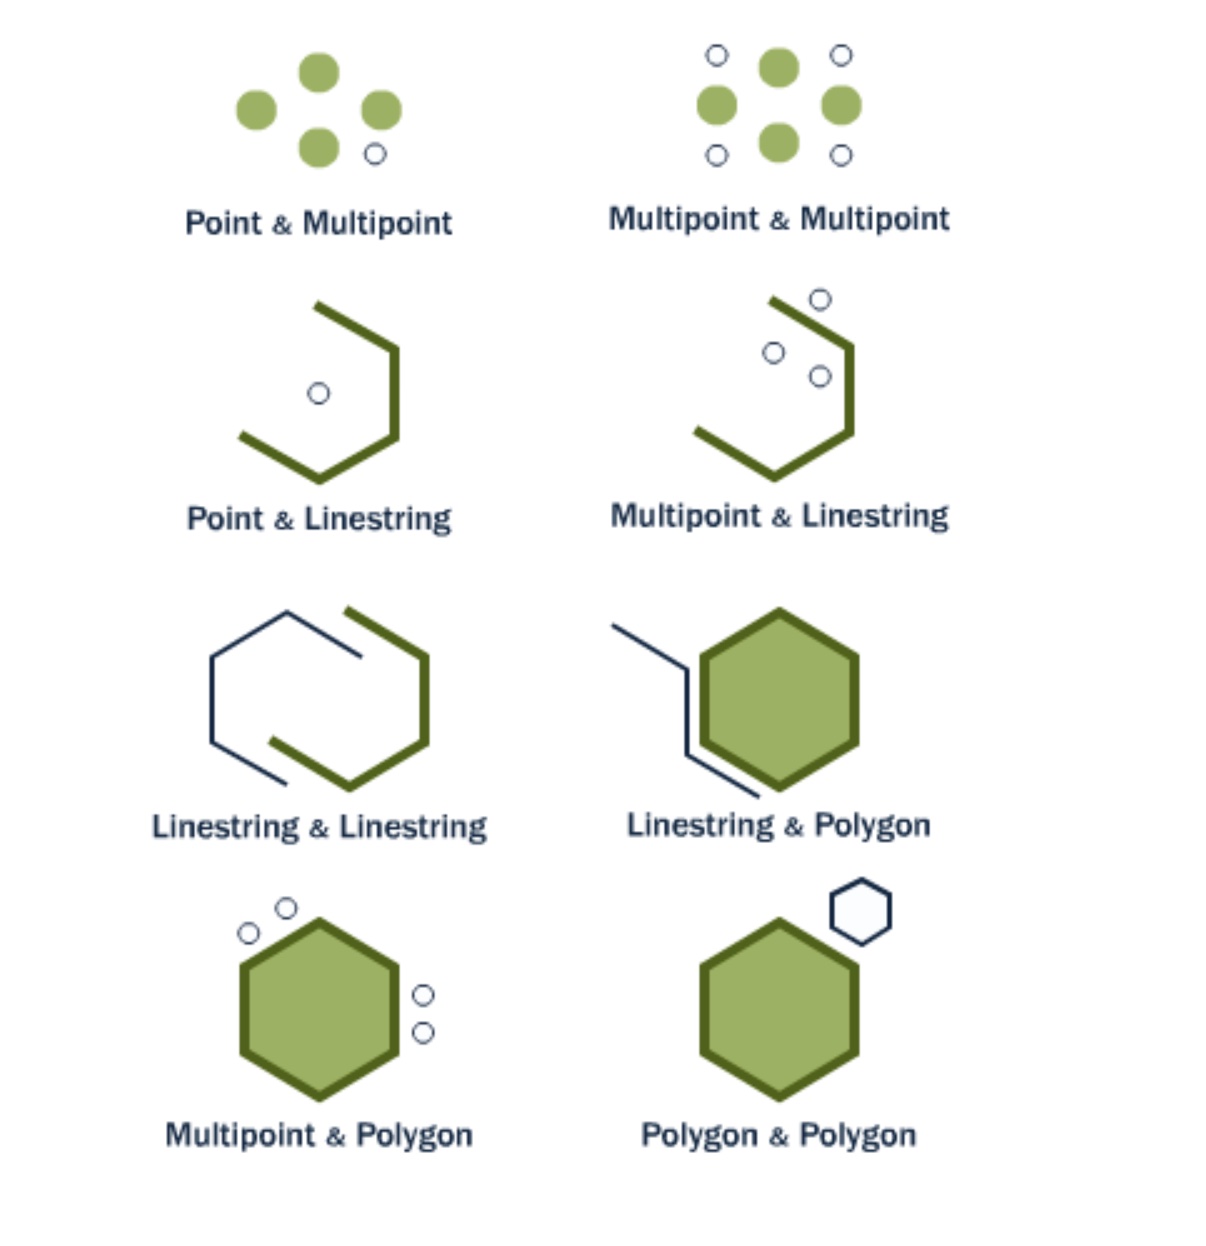 Point & Multipoint
Multipoint & Multipoint
Point & Linestring
Multipoint & Linestring
Linestring & Linestring
Linestring & Polygon
Multipoint & Polygon
Polygon & Polygon